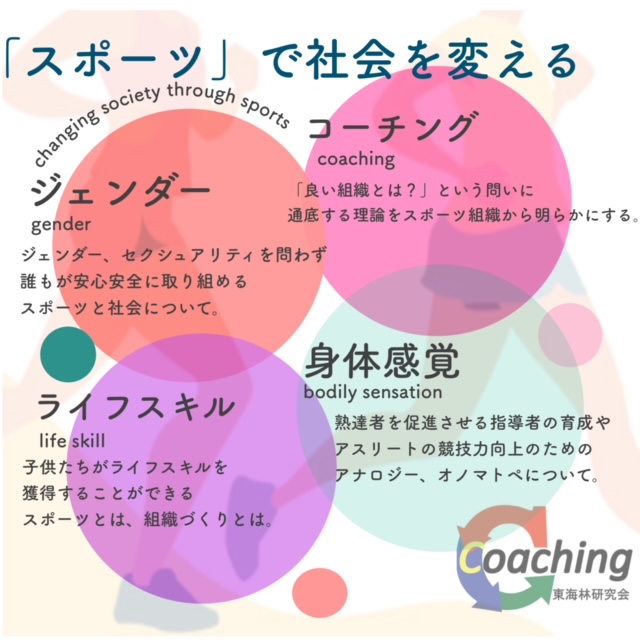 「スポーツ」で社会を変える
changing society through sports
コーチング
coaching
「良い組織とは？」という問いに
通底する理論をスポーツ組織から明らかにする。
ジェンダー
gender
ジェンダー、セクシュアリティを問わず
誰もが安心安全に取り組める
スポーツと社会について。
身体感覚
bodily sensation
熟達者を促進させる指導者の育成や
アスリートの競技力向上のための
アナロジー、オノマトペについて。
ライフスキル
life skill
子供たちがライフスキルを
獲得することができる
スポーツとは、組織づくりとは。
Coaching
東海林研究会